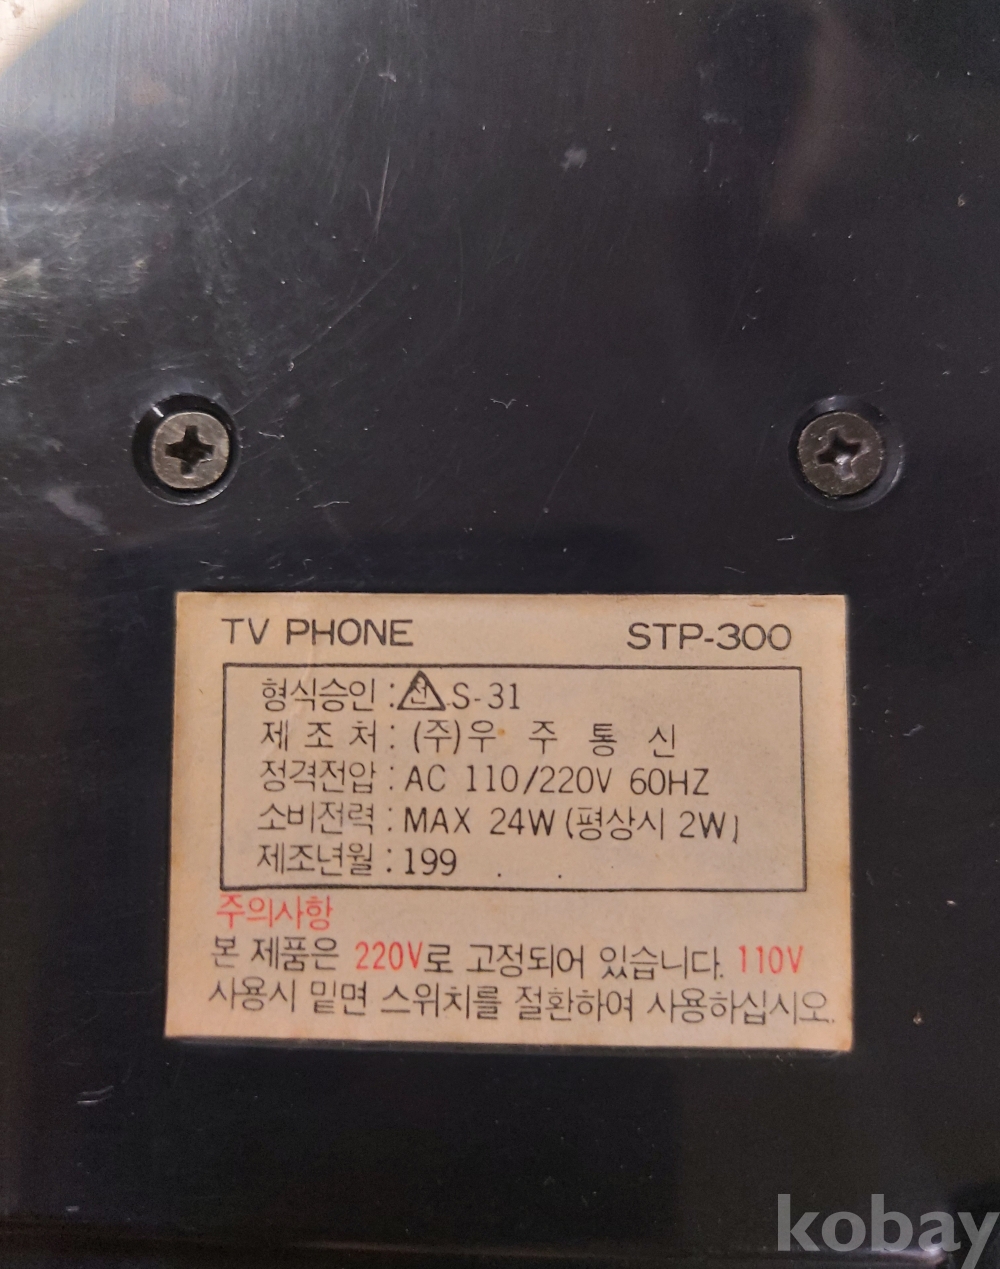 TV PHONE STP-300
형식승인 : 전 S-31
제 조 처 : (주)우 주 통 신
정격전압 : AC 110/220V 60HZ
소비전력 : MAX 24W (평상시 2W)
제조년월 : 199 . .
주의사항
본 제품은 220V로 고정되어 있습니다. 110V
사용시 밑면 스위치를 절환하여 사용하십시오.
kobay